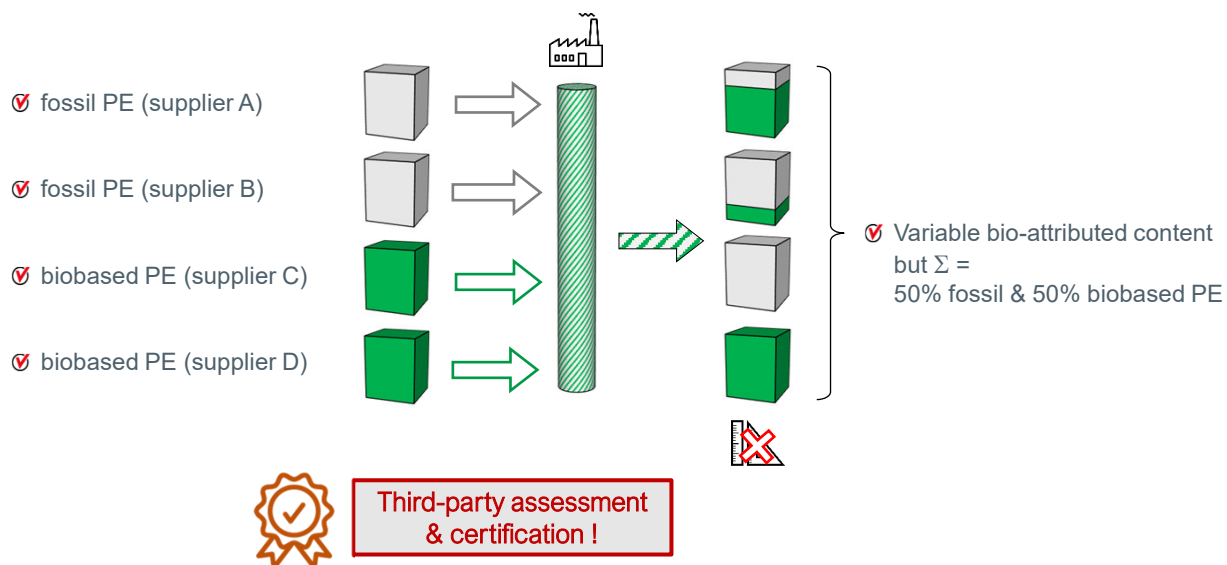 fossil PE (supplier A)
fossil PE (supplier B)
biobased PE (supplier C)
biobased PE (supplier D)
Variable bio-attributed content
but Σ =
50% fossil & 50% biobased PE
Third-party assessment
& certification !